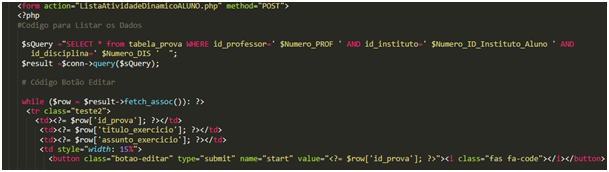 <form action="ListaAtividadeDinamicoALUNO.php" method="POST">
<?php
#Codigo para Listar os Dados
$sQuery ="SELECT * from tabela_prova WHERE id_professor=' $Numero_PROF ' AND id_instituto=' $Numero_ID_Instituto_Aluno ' AND
id_disciplina=' $Numero_DIS '  ";
$result =$conn->query($sQuery);
# Código Botão Editar
while ($row = $result->fetch_assoc()): ?>
<tr class="teste2">
<td><?= $row['id_prova']; ?></td>
<td><?= $row['titulo_exercicio']; ?></td>
<td><?= $row['assunto_exercicio']; ?></td>
<td style="width: 15%">
<button class="botao-editar" type="submit" name="start" value="<?= $row['id_prova']; ?>"><i class="fas fa-code"></i></button>